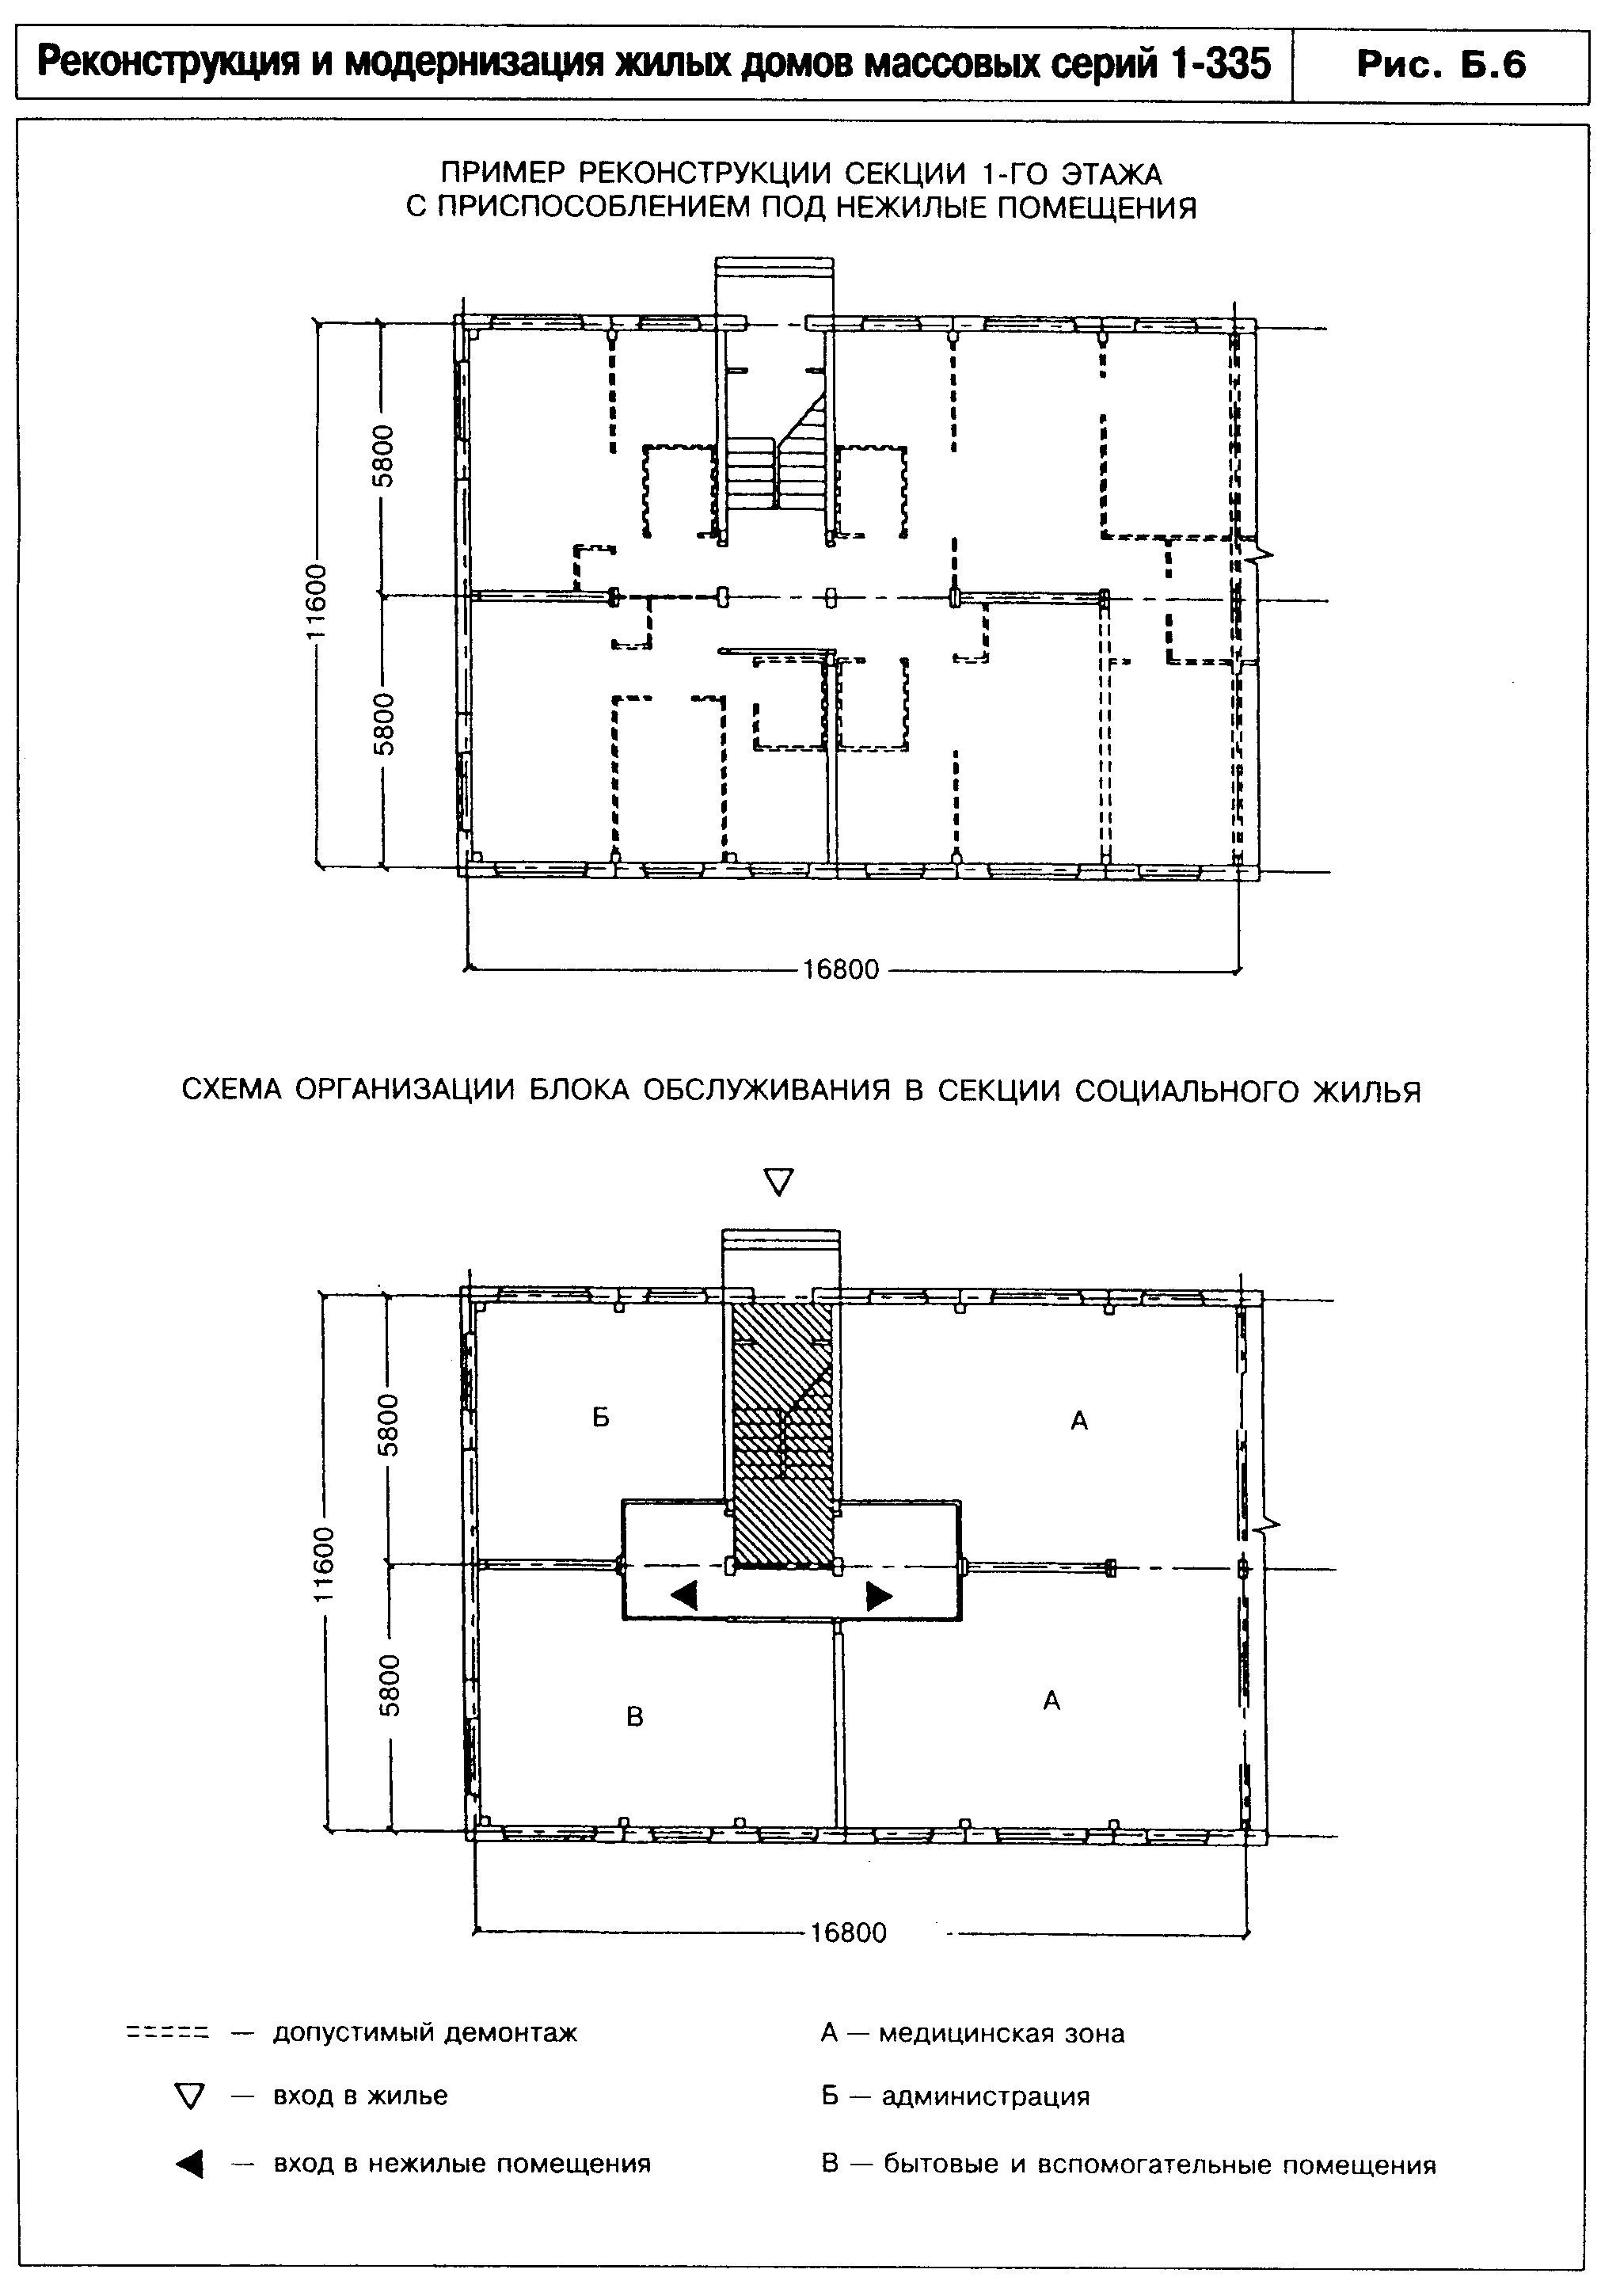 Реконструкция и модернизация жилых домов массовых серий 1-335
Рис. Б.6
ПРИМЕР РЕКОНСТРУКЦИИ СЕКЦИИ 1-ГО ЭТАЖА
С ПРИСПОСОБЛЕНИЕМ ПОД НЕЖИЛЫЕ ПОМЕЩЕНИЯ
5800
11600
5800
16800
СХЕМА ОРГАНИЗАЦИИ БЛОКА ОБСЛУЖИВАНИЯ В СЕКЦИИ СОЦИАЛЬНОГО ЖИЛЬЯ
5800
Б
А
11600
5800
В
А
16800
— допустимый демонтаж
— вход в жилье
— вход в нежилые помещения
А — медицинская зона
Б — администрация
В — бытовые и вспомогательные помещения